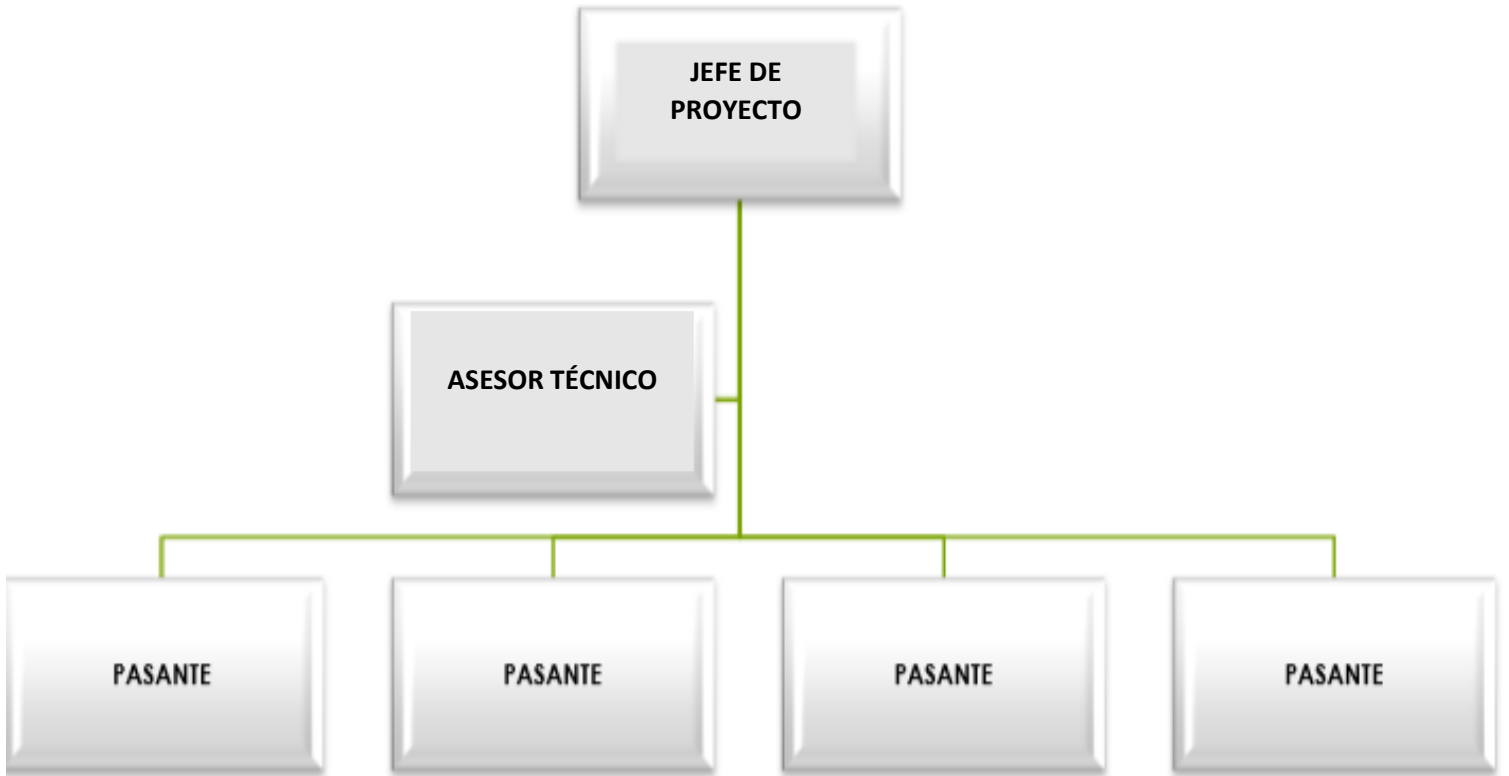 JEFE DE
PROYECTO
ASESOR TÉCNICO
PASANTE
PASANTE
PASANTE
PASANTE